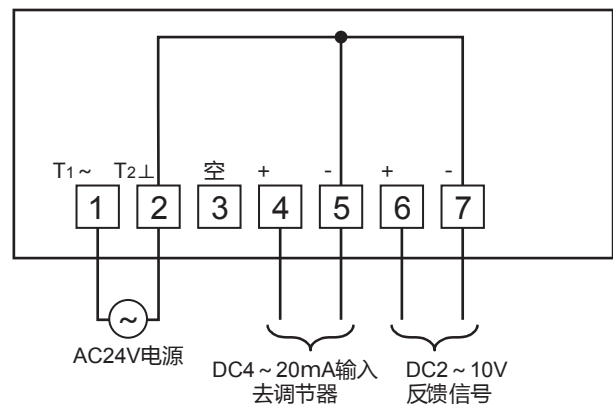 T1~ T2⊥ 空 + - + -
1 2 3 4 5 6 7
~
AC24V电源
DC4~20mA输入
去调节器
DC2~10V
反馈信号